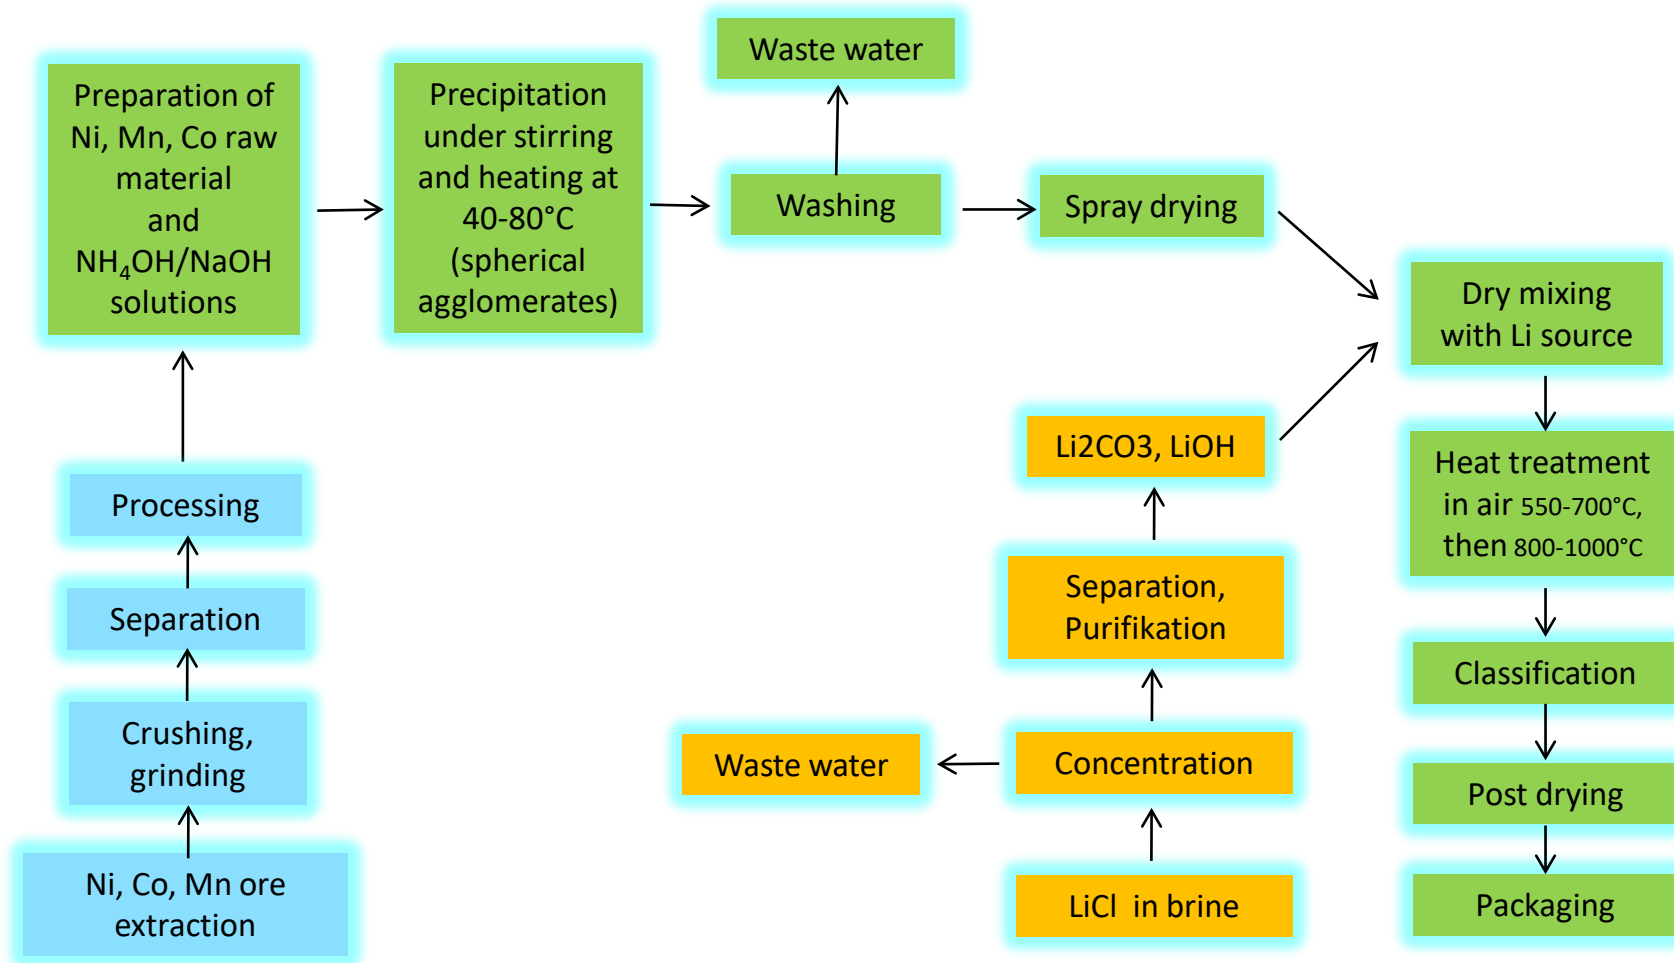 Waste water
Preparation of
Ni, Mn, Co raw
material
and
NH₄OH/NaOH
solutions
Precipitation
under stirring
and heating at
40-80°C
(spherical
agglomerates)
Washing
Spray drying
Dry mixing
with Li source
Li2CO3, LiOH
Heat treatment
in air 550-700°C,
then 800-1000°C
Processing
Separation
Separation,
Purifikation
Classification
Crushing,
grinding
Waste water
Concentration
Post drying
Ni, Co, Mn ore
extraction
LiCl in brine
Packaging